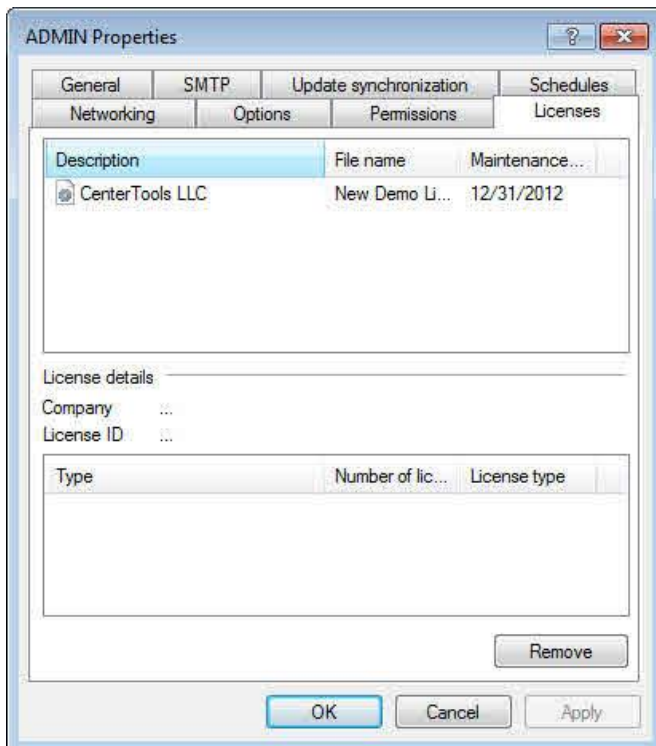 ADMIN Properties
General SMTP Update synchronization Schedules
Networking Options Permissions Licenses
Description File name Maintenance...
CenterTools LLC New Demo Li... 12/31/2012
License details
Company ...
License ID ...
Type Number of lic... License type
Remove
OK Cancel Apply